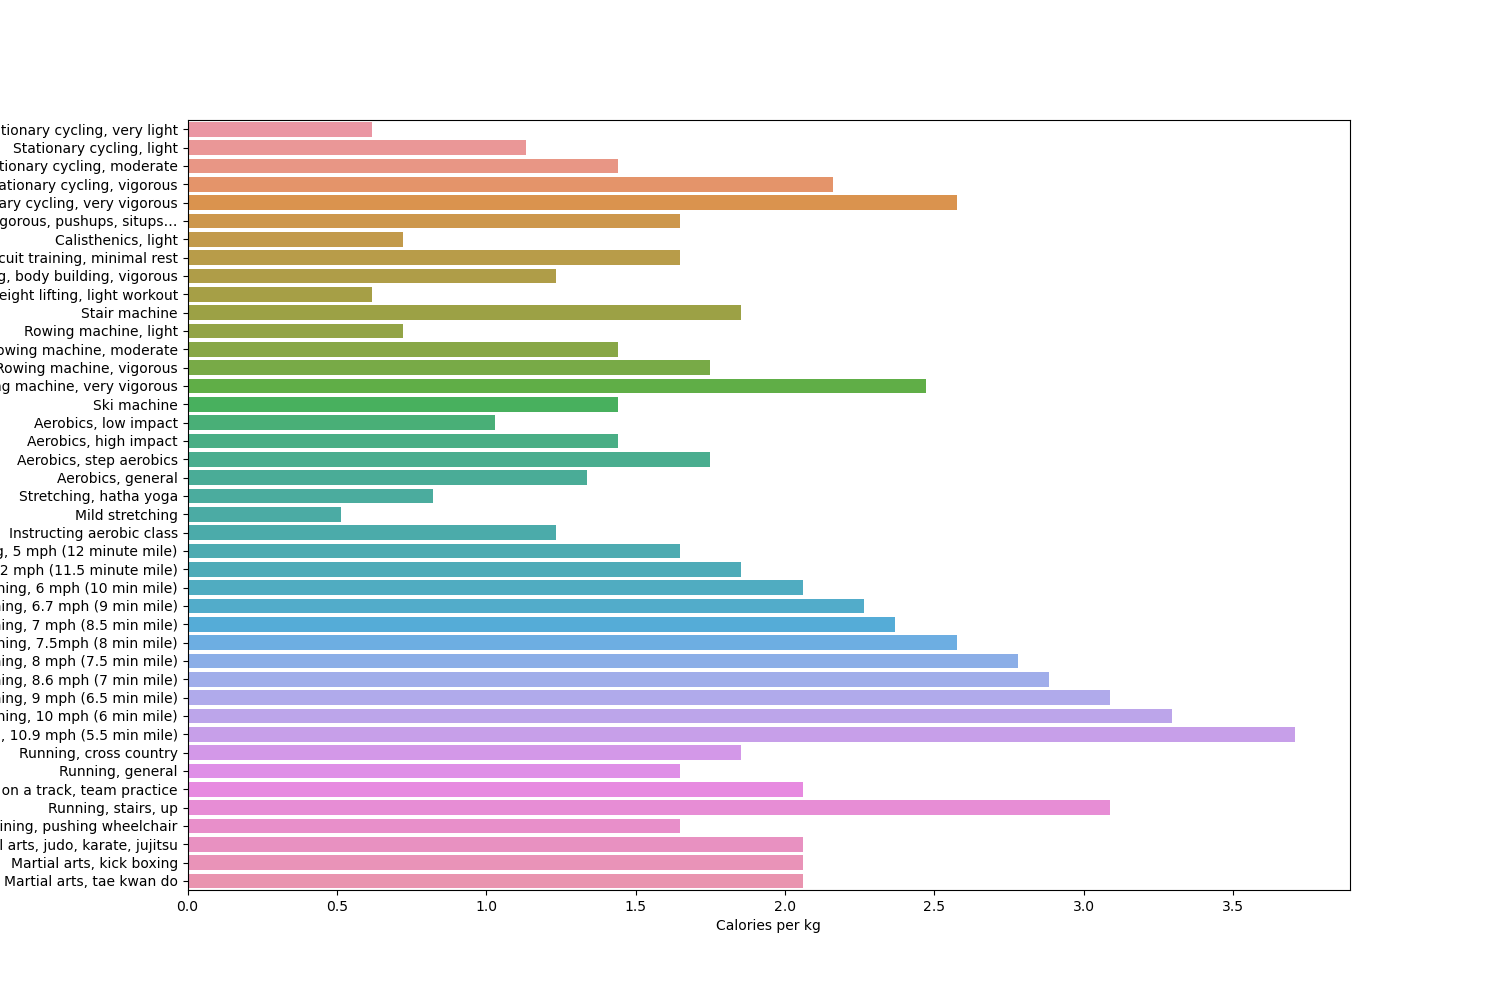 tionary cycling, very light
Stationary cycling, light
tionary cycling, moderate
ationary cycling, vigorous
ary cycling, very vigorous
gorous, pushups, situps…
Calisthenics, light
cuit training, minimal rest
g, body building, vigorous
eight lifting, light workout
Stair machine
Rowing machine, light
owing machine, moderate
Rowing machine, vigorous
ng machine, very vigorous
Ski machine
Aerobics, low impact
Aerobics, high impact
Aerobics, step aerobics
Aerobics, general
Stretching, hatha yoga
Mild stretching
Instructing aerobic class
g, 5 mph (12 minute mile)
2 mph (11.5 minute mile)
ning, 6 mph (10 min mile)
ing, 6.7 mph (9 min mile)
ing, 7 mph (8.5 min mile)
ning, 7.5mph (8 min mile)
ing, 8 mph (7.5 min mile)
ing, 8.6 mph (7 min mile)
ing, 9 mph (6.5 min mile)
ning, 10 mph (6 min mile)
, 10.9 mph (5.5 min mile)
Running, cross country
Running, general
on a track, team practice
Running, stairs, up
ining, pushing wheelchair
l arts, judo, karate, jujitsu
Martial arts, kick boxing
Martial arts, tae kwan do
0.0 0.5 1.0 1.5 2.0 2.5 3.0 3.5
Calories per kg